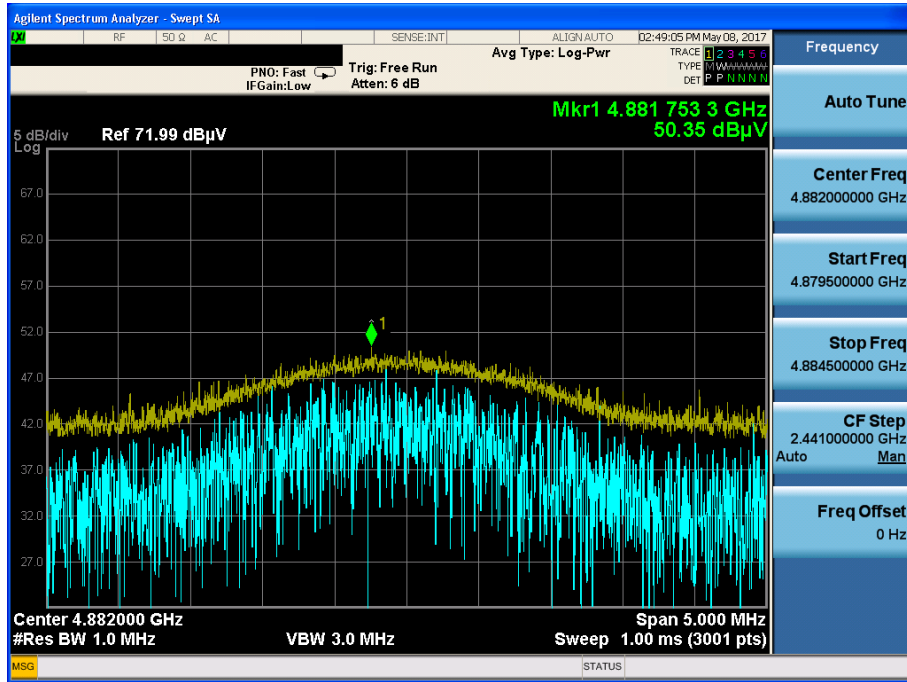 Agilent Spectrum Analyzer - Swept SA
LXI RF 50 Ω AC SENSE:INT ALIGN AUTO 02:49:05 PM May 08, 2017
Frequency
Avg Type: Log-Pwr
TRACE 1 2 3 4 5 6
PNO: Fast Trig: Free Run
TYPE M W W W W W
IFGain:Low Atten: 6 dB
DET P P N N N N
Auto Tune
Mkr1 4.881 753 3 GHz
5 dB/div Ref 71.99 dBµV 50.35 dBµV
Log
Center Freq
4.882000000 GHz
67.0
62.0
Start Freq
4.879500000 GHz
57.0
1
52.0
Stop Freq
4.884500000 GHz
47.0
42.0
CF Step
2.441000000 GHz
Auto Man
37.0
32.0
Freq Offset
0 Hz
27.0
Center 4.882000 GHz Span 5.000 MHz
#Res BW 1.0 MHz VBW 3.0 MHz Sweep 1.00 ms (3001 pts)
MSG STATUS